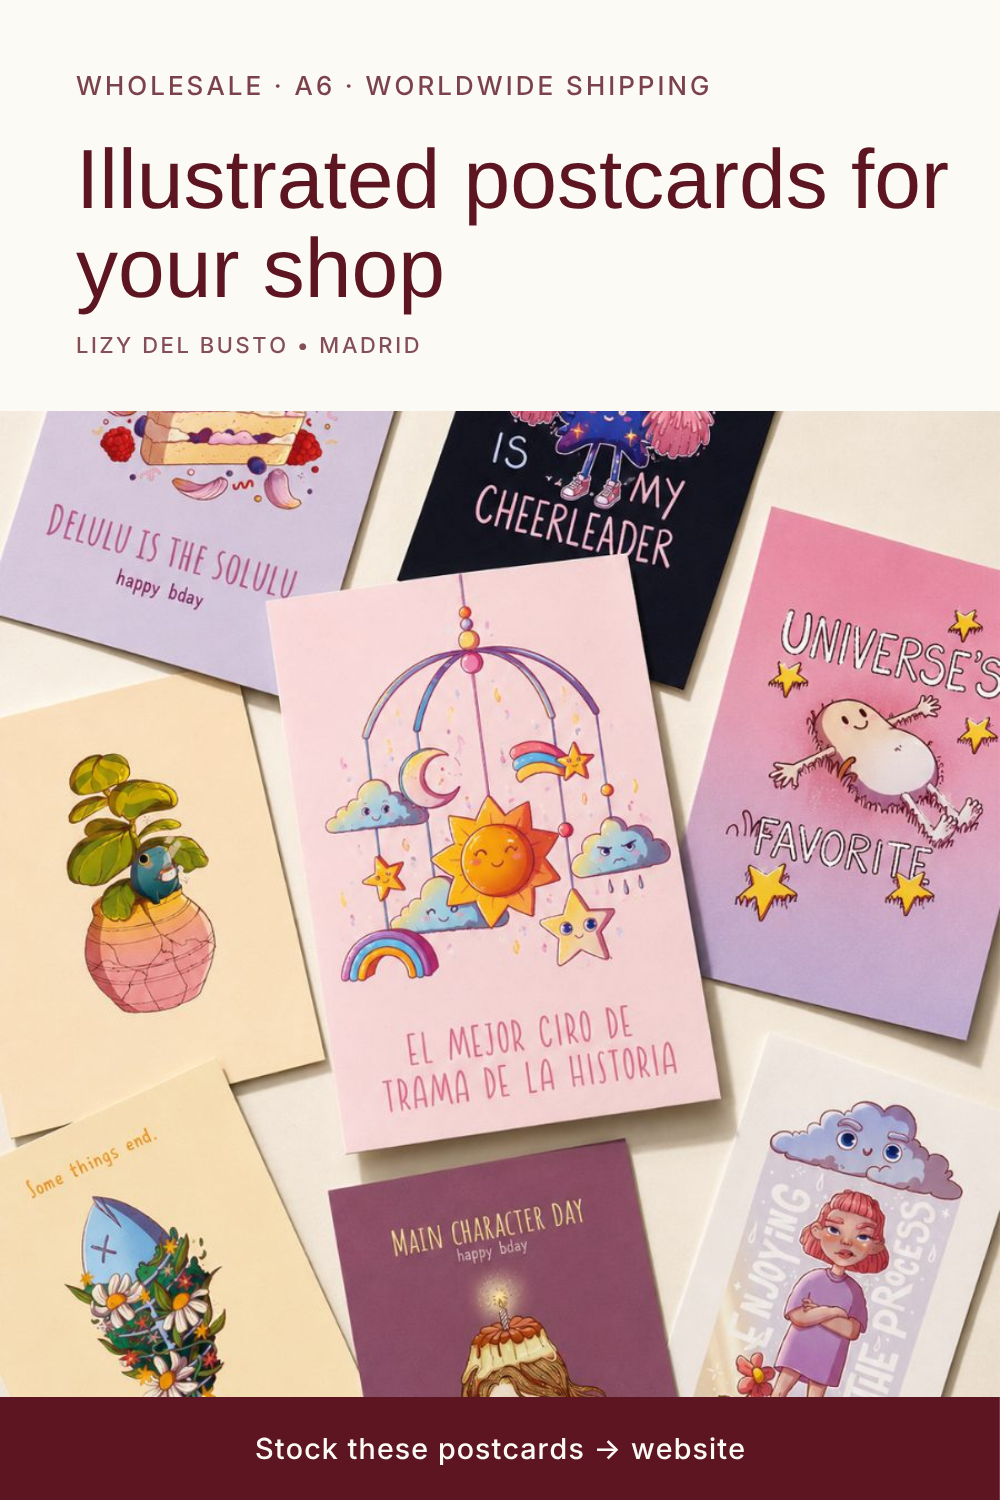 WHOLESALE · A6 · WORLDWIDE SHIPPING
Illustrated postcards for
your shop
LIZY DEL BUSTO • MADRID
DELULU IS THE SOLULU
happy bday
IS
MY
CHEERLEADER
UNIVERSE'S
FAVORITE
EL MEJOR CIRO DE
TRAMA DE LA HISTORIA
Some things end.
MAIN CHARACTER DAY
happy bday
ENJOYING
THE PROCESS
Stock these postcards → website